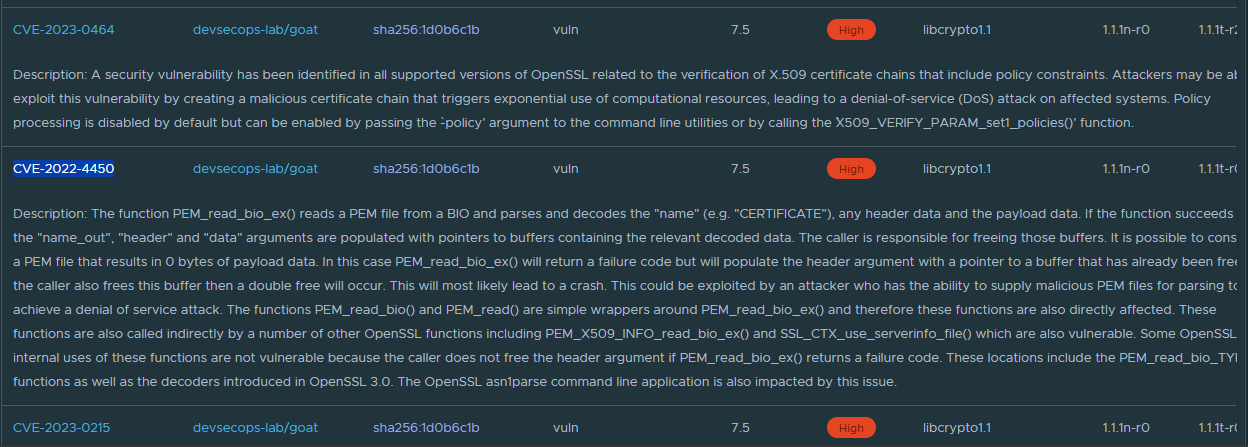 CVE-2023-0464 devsecops-lab/goat sha256:1d0b6c1b vuln 7.5 High libcrypto1.1 1.1.1n-r0 1.1.1t-r2
Description: A security vulnerability has been identified in all supported versions of OpenSSL related to the verification of X.509 certificate chains that include policy constraints. Attackers may be ab
exploit this vulnerability by creating a malicious certificate chain that triggers exponential use of computational resources, leading to a denial-of-service (DoS) attack on affected systems. Policy
processing is disabled by default but can be enabled by passing the `-policy' argument to the command line utilities or by calling the `X509_VERIFY_PARAM_set1_policies()' function.
CVE-2022-4450 devsecops-lab/goat sha256:1d0b6c1b vuln 7.5 High libcrypto1.1 1.1.1n-r0 1.1.1t-r0
Description: The function PEM_read_bio_ex() reads a PEM file from a BIO and parses and decodes the "name" (e.g. "CERTIFICATE"), any header data and the payload data. If the function succeeds
the "name_out", "header" and "data" arguments are populated with pointers to buffers containing the relevant decoded data. The caller is responsible for freeing those buffers. It is possible to cons
a PEM file that results in 0 bytes of payload data. In this case PEM_read_bio_ex() will return a failure code but will populate the header argument with a pointer to a buffer that has already been free
the caller also frees this buffer then a double free will occur. This will most likely lead to a crash. This could be exploited by an attacker who has the ability to supply malicious PEM files for parsing to
achieve a denial of service attack. The functions PEM_read_bio() and PEM_read() are simple wrappers around PEM_read_bio_ex() and therefore these functions are also directly affected. These
functions are also called indirectly by a number of other OpenSSL functions including PEM_X509_INFO_read_bio_ex() and SSL_CTX_use_serverinfo_file() which are also vulnerable. Some OpenSSL
internal uses of these functions are not vulnerable because the caller does not free the header argument if PEM_read_bio_ex() returns a failure code. These locations include the PEM_read_bio_TY
functions as well as the decoders introduced in OpenSSL 3.0. The OpenSSL asn1parse command line application is also impacted by this issue.
CVE-2023-0215 devsecops-lab/goat sha256:1d0b6c1b vuln 7.5 High libcrypto1.1 1.1.1n-r0 1.1.1t-r0